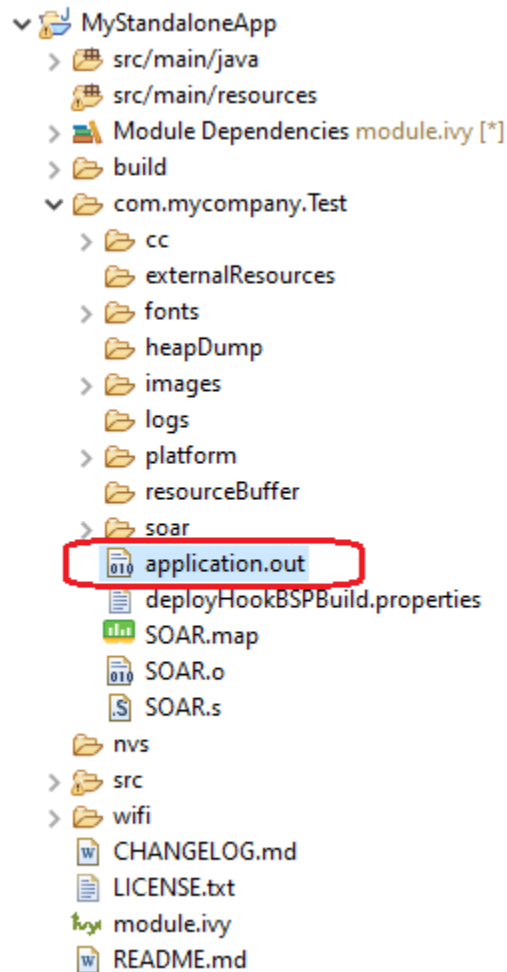 MyStandaloneApp
src/main/java
src/main/resources
Module Dependencies module.ivy [*]
build
com.mycompany.Test
cc
externalResources
fonts
heapDump
images
logs
platform
resourceBuffer
soar
application.out
deployHookBSPBuild.properties
SOAR.map
SOAR.o
SOAR.s
nvs
src
wifi
CHANGELOG.md
LICENSE.txt
module.ivy
README.md